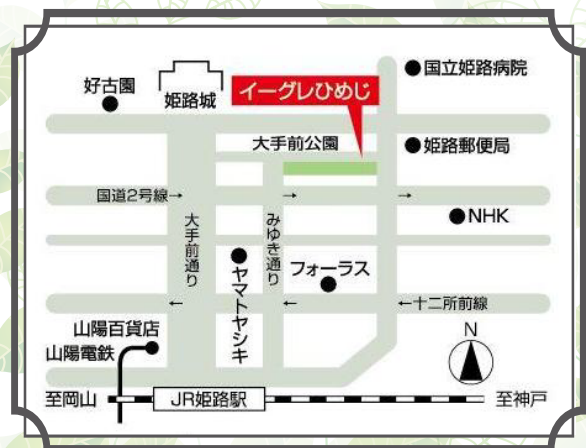 国立姫路病院
好古園
姫路城
イーグレひめじ
大手前公園
姫路郵便局
国道2号線→
→
→
大手前通り
みゆき通り
NHK
ヤマトヤシキ
フォーラス
←
←
←十二所前線
山陽百貨店
山陽電鉄
N
至岡山
JR姫路駅
至神戸